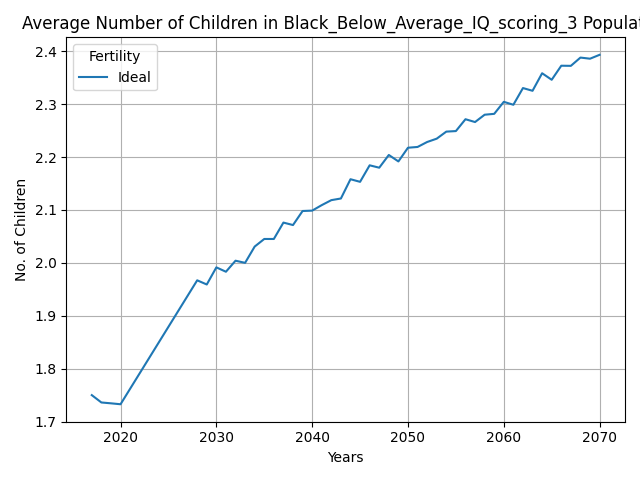 Average Number of Children in Black_Below_Average_IQ_scoring_3 Populat
Fertility
Ideal
No. of Children
2.4
2.3
2.2
2.1
2.0
1.9
1.8
1.7
2020 2030 2040 2050 2060 2070
Years